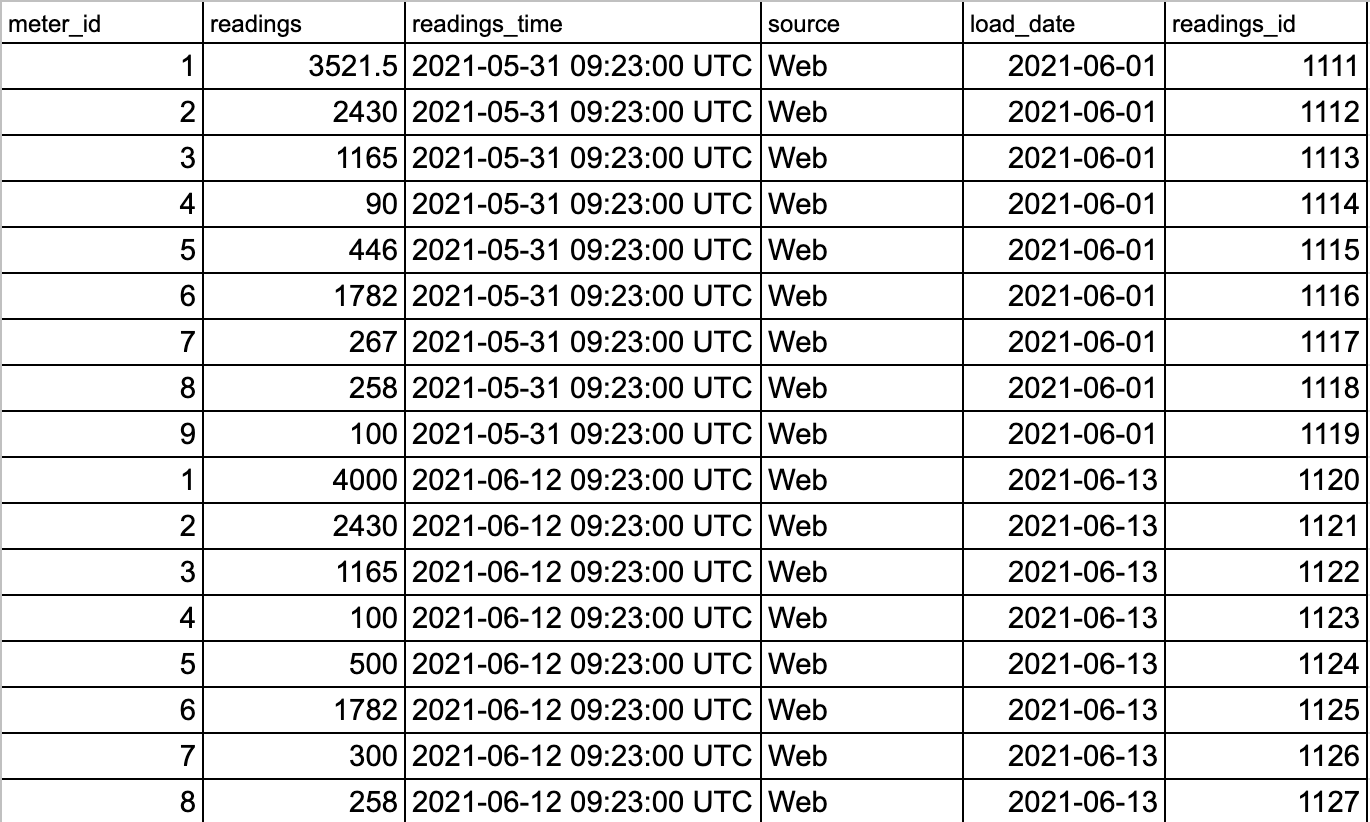 meter_id readings readings_time source load_date readings_id
1 3521.5 2021-05-31 09:23:00 UTC Web 2021-06-01 1111
2 2430 2021-05-31 09:23:00 UTC Web 2021-06-01 1112
3 1165 2021-05-31 09:23:00 UTC Web 2021-06-01 1113
4 90 2021-05-31 09:23:00 UTC Web 2021-06-01 1114
5 446 2021-05-31 09:23:00 UTC Web 2021-06-01 1115
6 1782 2021-05-31 09:23:00 UTC Web 2021-06-01 1116
7 267 2021-05-31 09:23:00 UTC Web 2021-06-01 1117
8 258 2021-05-31 09:23:00 UTC Web 2021-06-01 1118
9 100 2021-05-31 09:23:00 UTC Web 2021-06-01 1119
1 4000 2021-06-12 09:23:00 UTC Web 2021-06-13 1120
2 2430 2021-06-12 09:23:00 UTC Web 2021-06-13 1121
3 1165 2021-06-12 09:23:00 UTC Web 2021-06-13 1122
4 100 2021-06-12 09:23:00 UTC Web 2021-06-13 1123
5 500 2021-06-12 09:23:00 UTC Web 2021-06-13 1124
6 1782 2021-06-12 09:23:00 UTC Web 2021-06-13 1125
7 300 2021-06-12 09:23:00 UTC Web 2021-06-13 1126
8 258 2021-06-12 09:23:00 UTC Web 2021-06-13 1127